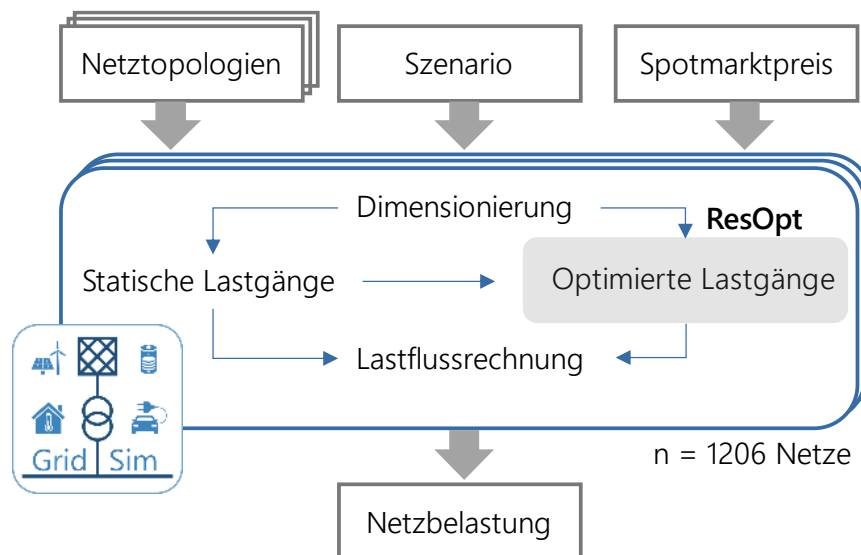 Netztopologien
Szenario
Spotmarktpreis
Dimensionierung
ResOpt
Statische Lastgänge
Optimierte Lastgänge
Lastflussrechnung
Grid Sim
n = 1206 Netze
Netzbelastung